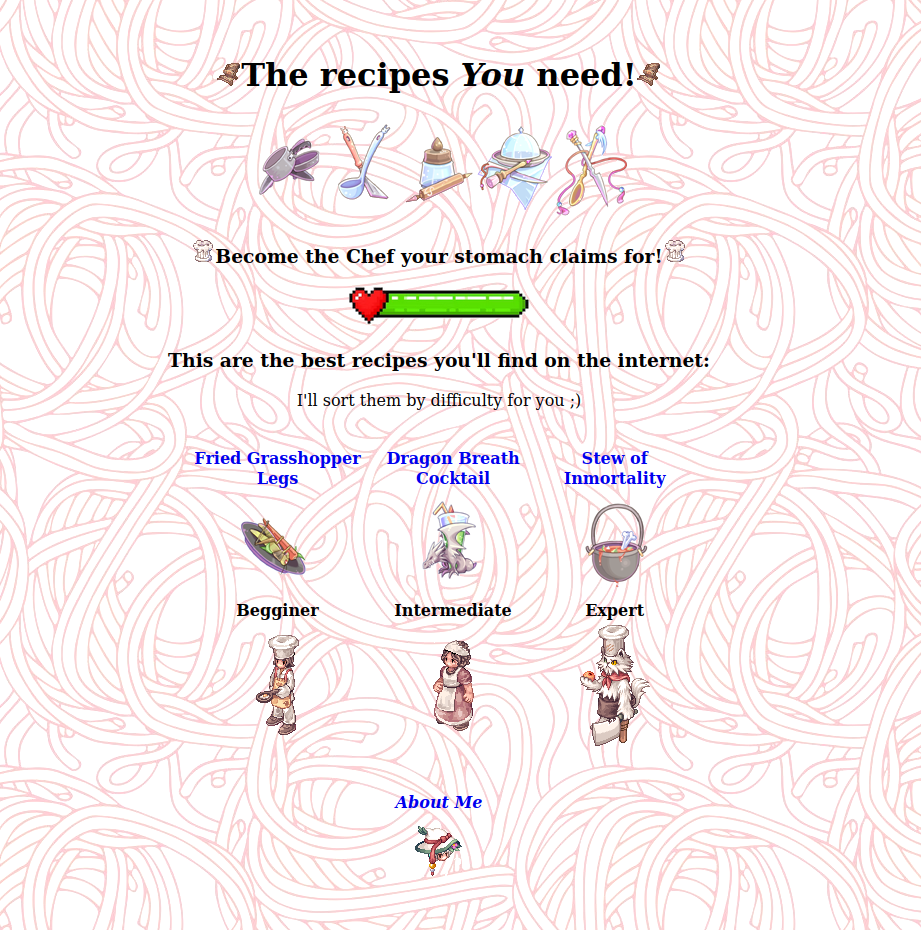 The recipes You need!
Become the Chef your stomach claims for!
This are the best recipes you'll find on the internet:
I'll sort them by difficulty for you ;)
Fried Grasshopper
Legs
Dragon Breath
Cocktail
Stew of
Inmortality
Begginer
Intermediate
Expert
About Me